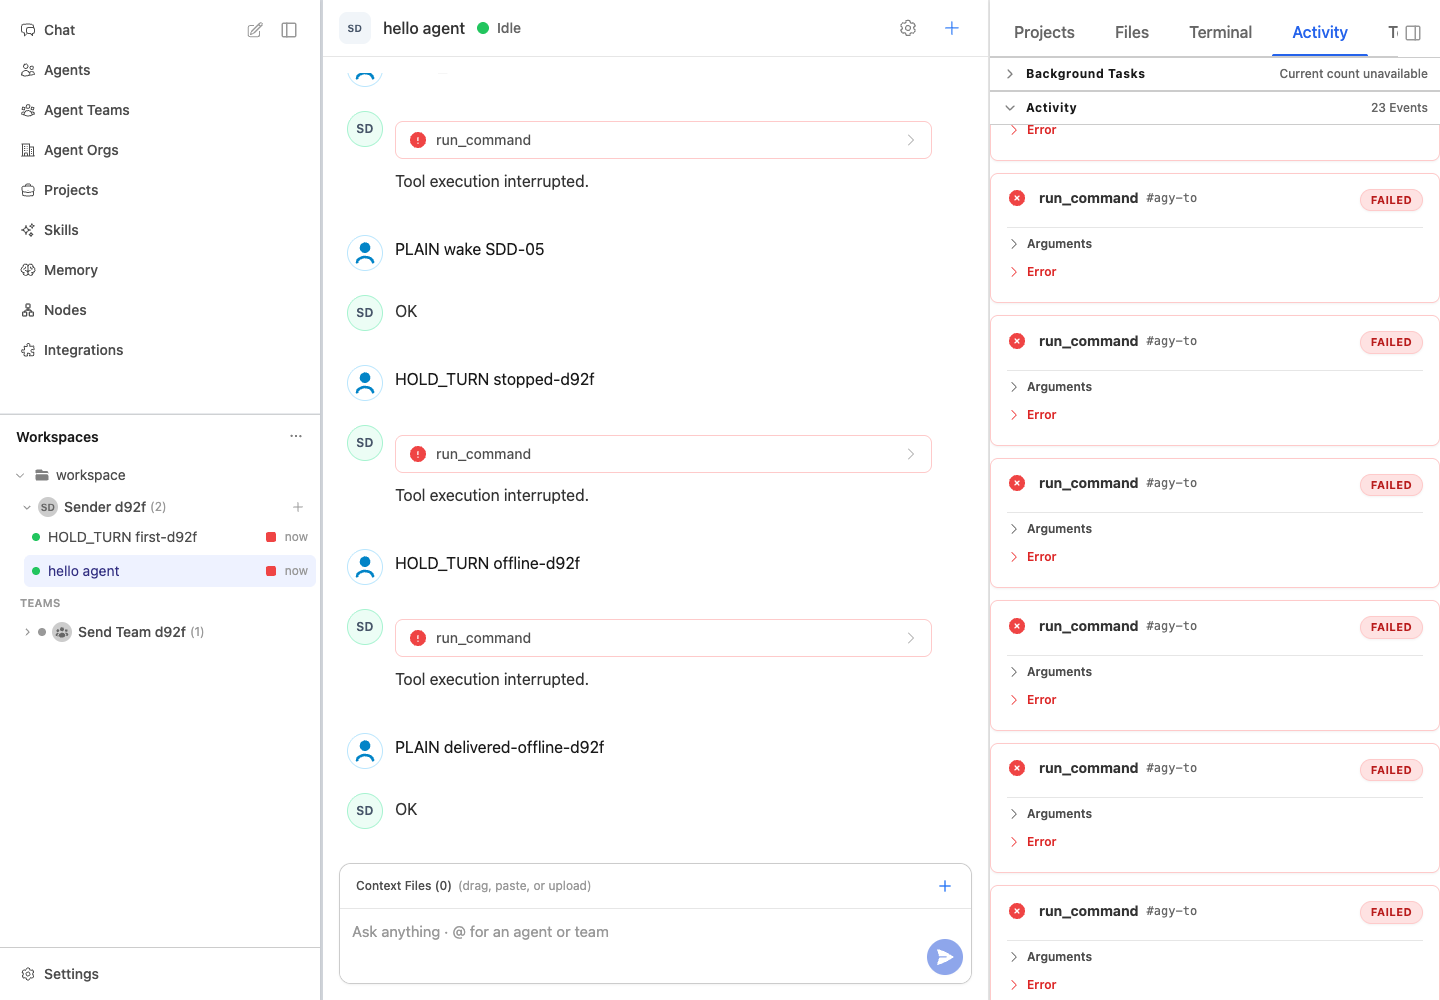 Chat
Agents
Agent Teams
Agent Orgs
Projects
Skills
Memory
Nodes
Integrations
Workspaces
workspace
SD Sender d92f (2)
HOLD_TURN first-d92f now
hello agent now
TEAMS
Send Team d92f (1)
Settings
SD hello agent Idle
SD run_command
Tool execution interrupted.
PLAIN wake SDD-05
SD OK
HOLD_TURN stopped-d92f
SD run_command
Tool execution interrupted.
HOLD_TURN offline-d92f
SD run_command
Tool execution interrupted.
PLAIN delivered-offline-d92f
SD OK
Context Files (0) (drag, paste, or upload)
Ask anything · @ for an agent or team
Projects Files Terminal Activity
Background Tasks Current count unavailable
Activity 23 Events
Error
run_command #agy-to FAILED
Arguments
Error
run_command #agy-to FAILED
Arguments
Error
run_command #agy-to FAILED
Arguments
Error
run_command #agy-to FAILED
Arguments
Error
run_command #agy-to FAILED
Arguments
Error
run_command #agy-to FAILED
Arguments
Error